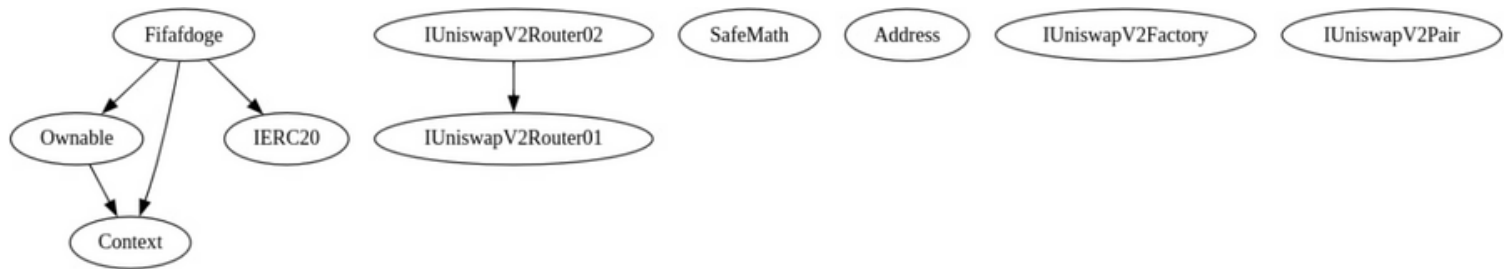 Fifafdoge
IUniswapV2Router02
SafeMath
Address
IUniswapV2Factory
IUniswapV2Pair
Ownable
IERC20
IUniswapV2Router01
Context